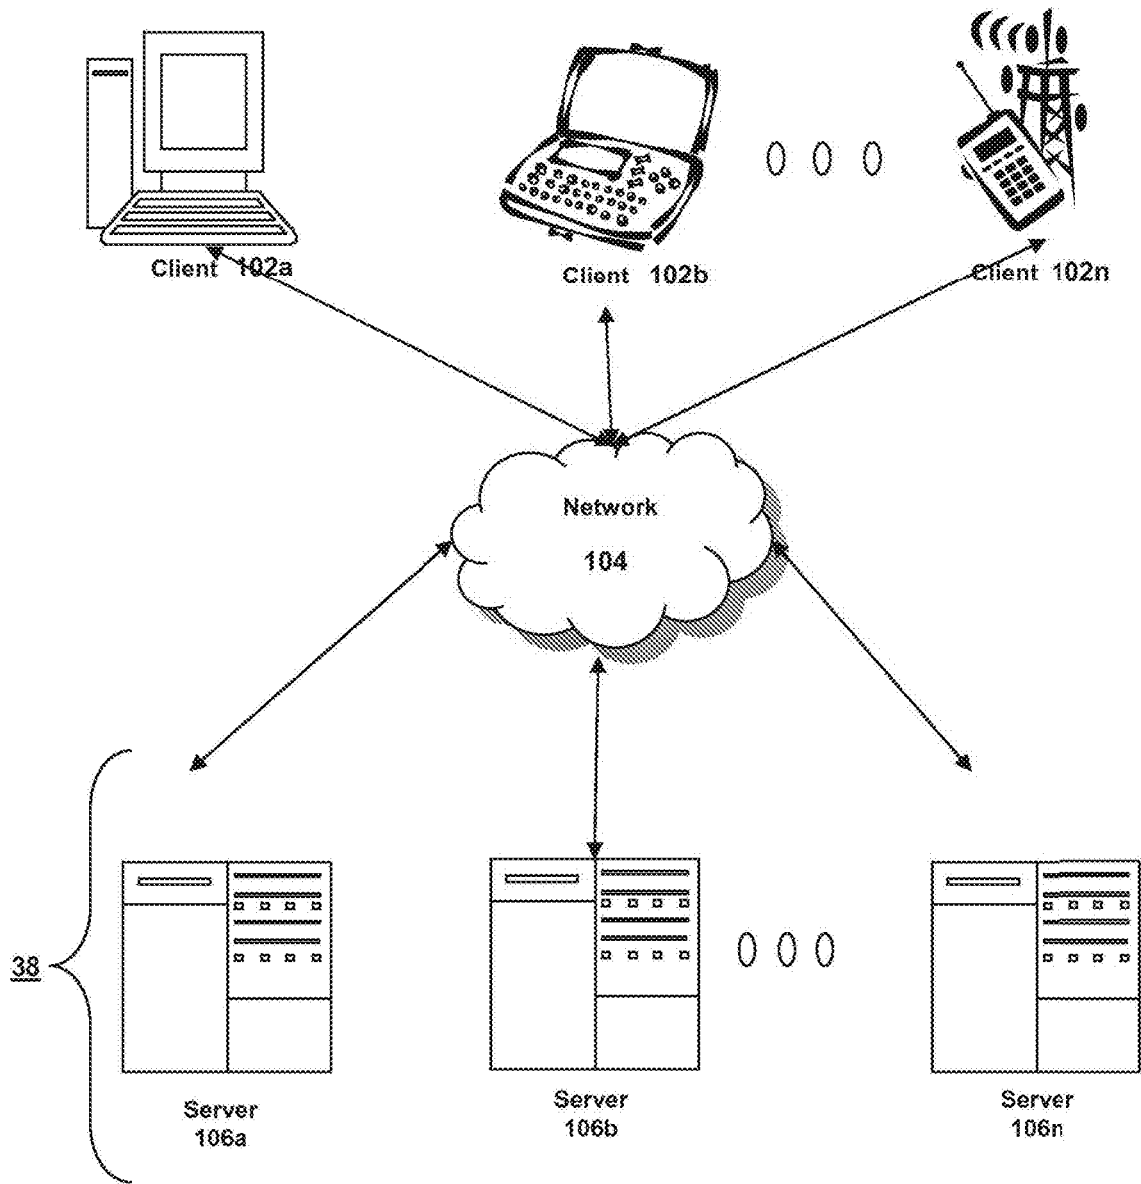 Client 102a
Client 102b
Client 102n
Network
104
38
Server
106a
Server
106b
Server
106n